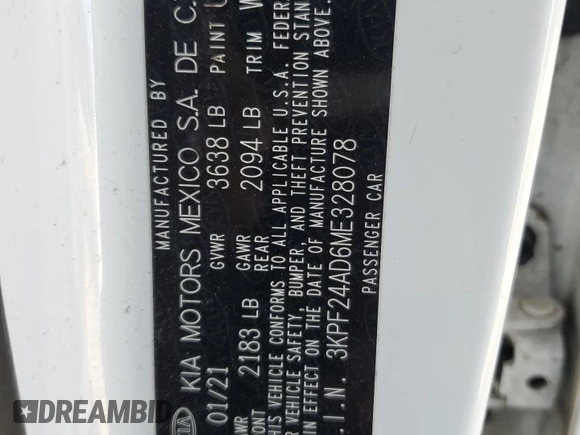 MANUFACTURED BY
KIA KIA MOTORS MEXICO S.A. DE C.
01/21 GVWR 3638 LB PAINT
FRONT 2183 LB GAWR REAR 2094 LB TRIM W
THIS VEHICLE CONFORMS TO ALL APPLICABLE U.S.A. FEDER
VEHICLE SAFETY, BUMPER, AND THEFT PREVENTION STAN
IN EFFECT ON THE DATE OF MANUFACTURE SHOWN ABOVE.
.I.N. 3KPF24AD6ME328078
PASSENGER CAR
DREAMBID